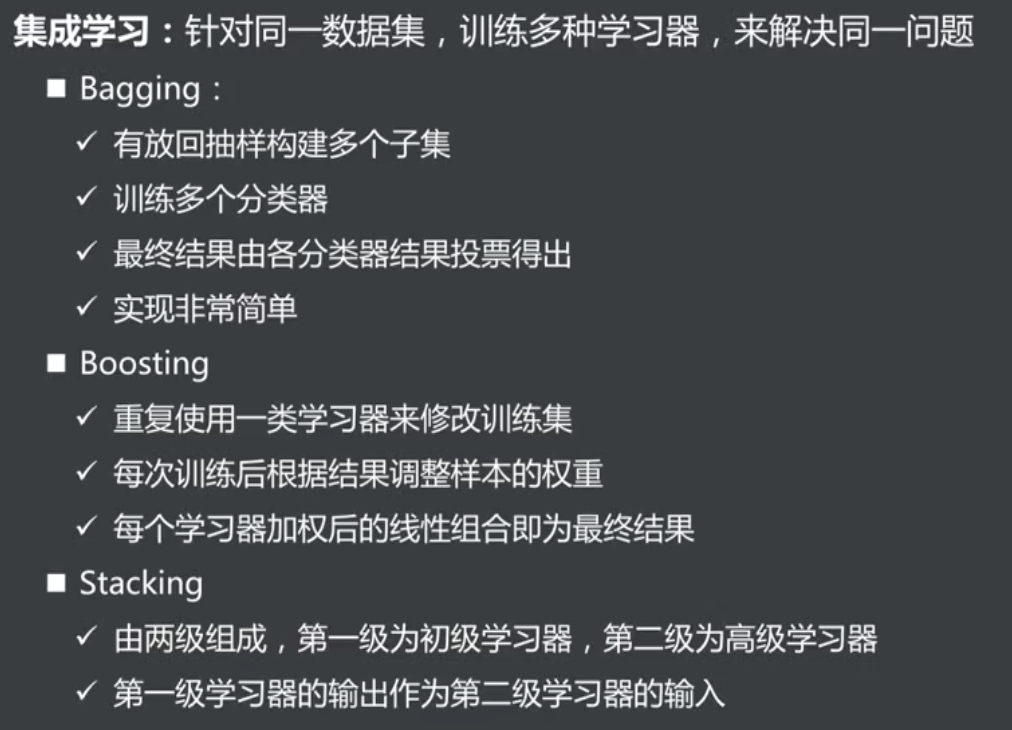 集成学习：针对同一数据集，训练多种学习器，来解决同一问题
■ Bagging：
✓ 有放回抽样构建多个子集
✓ 训练多个分类器
✓ 最终结果由各分类器结果投票得出
✓ 实现非常简单
■ Boosting
✓ 重复使用一类学习器来修改训练集
✓ 每次训练后根据结果调整样本的权重
✓ 每个学习器加权后的线性组合即为最终结果
■ Stacking
✓ 由两级组成，第一级为初级学习器，第二级为高级学习器
✓ 第一级学习器的输出作为第二级学习器的输入